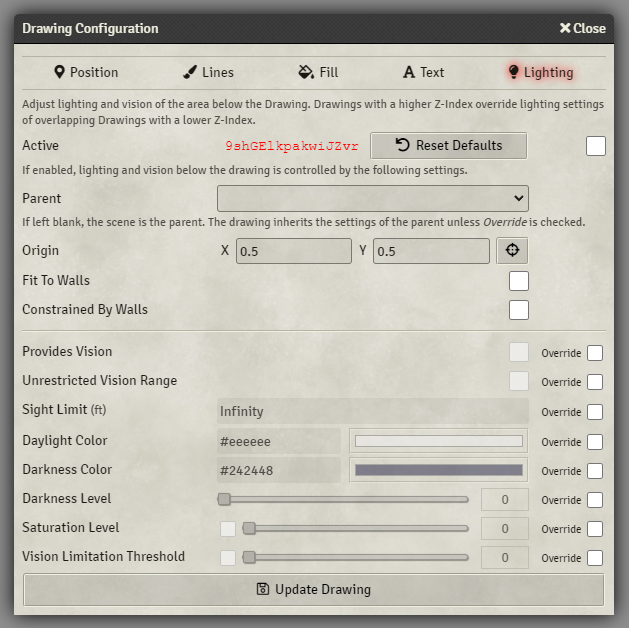 Drawing Configuration
Close
Position
Lines
Fill
Text
Lighting
Adjust lighting and vision of the area below the Drawing. Drawings with a higher Z-Index override lighting settings
of overlapping Drawings with a lower Z-Index.
Active 9shGElkpakwiJZvr Reset Defaults
If enabled, lighting and vision below the drawing is controlled by the following settings.
Parent
If left blank, the scene is the parent. The drawing inherits the settings of the parent unless Override is checked.
Origin X 0.5 Y 0.5
Fit To Walls
Constrained By Walls
Provides Vision Override
Unrestricted Vision Range Override
Sight Limit (ft) Infinity Override
Daylight Color #eeeeee Override
Darkness Color #242448 Override
Darkness Level 0 Override
Saturation Level 0 Override
Vision Limitation Threshold 0 Override
Update Drawing